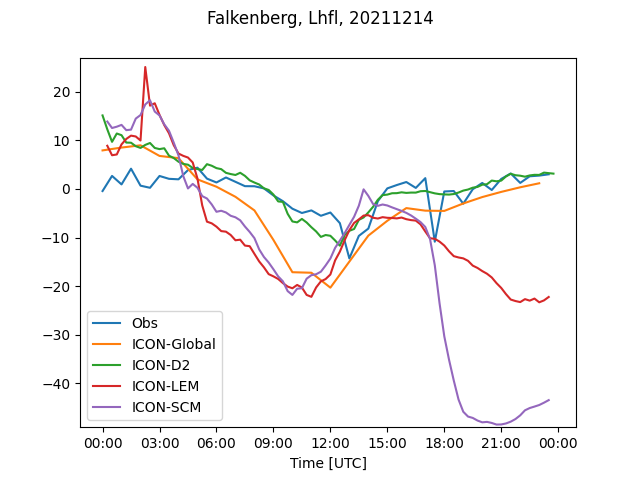 Falkenberg, Lhfl, 20211214
20
10
0
−10
−20
−30
−40
Obs
ICON-Global
ICON-D2
ICON-LEM
ICON-SCM
00:00 03:00 06:00 09:00 12:00 15:00 18:00 21:00 00:00
Time [UTC]